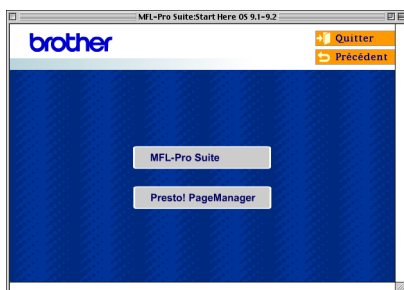 MFL-Pro Suite:Start Here OS 9.1-9.2
brother
Quitter
Précédent
MFL-Pro Suite
Presto! PageManager